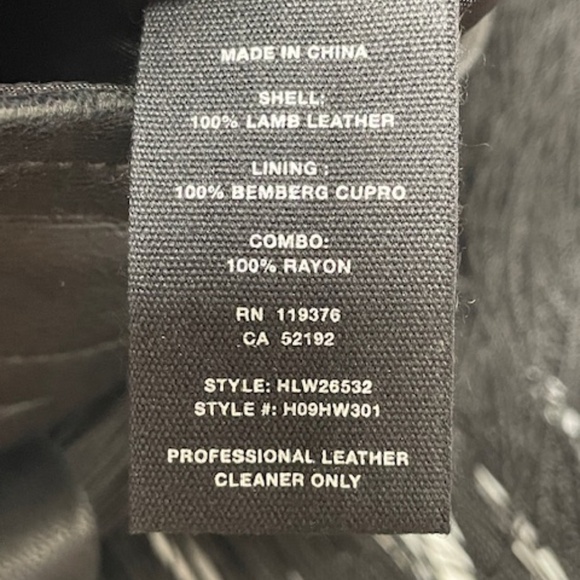 MADE IN CHINA
SHELL:
100% LAMB LEATHER
LINING :
100% BEMBERG CUPRO
COMBO:
100% RAYON
RN 119376
CA 52192
STYLE: HLW26532
STYLE #: H09HW301
PROFESSIONAL LEATHER
CLEANER ONLY